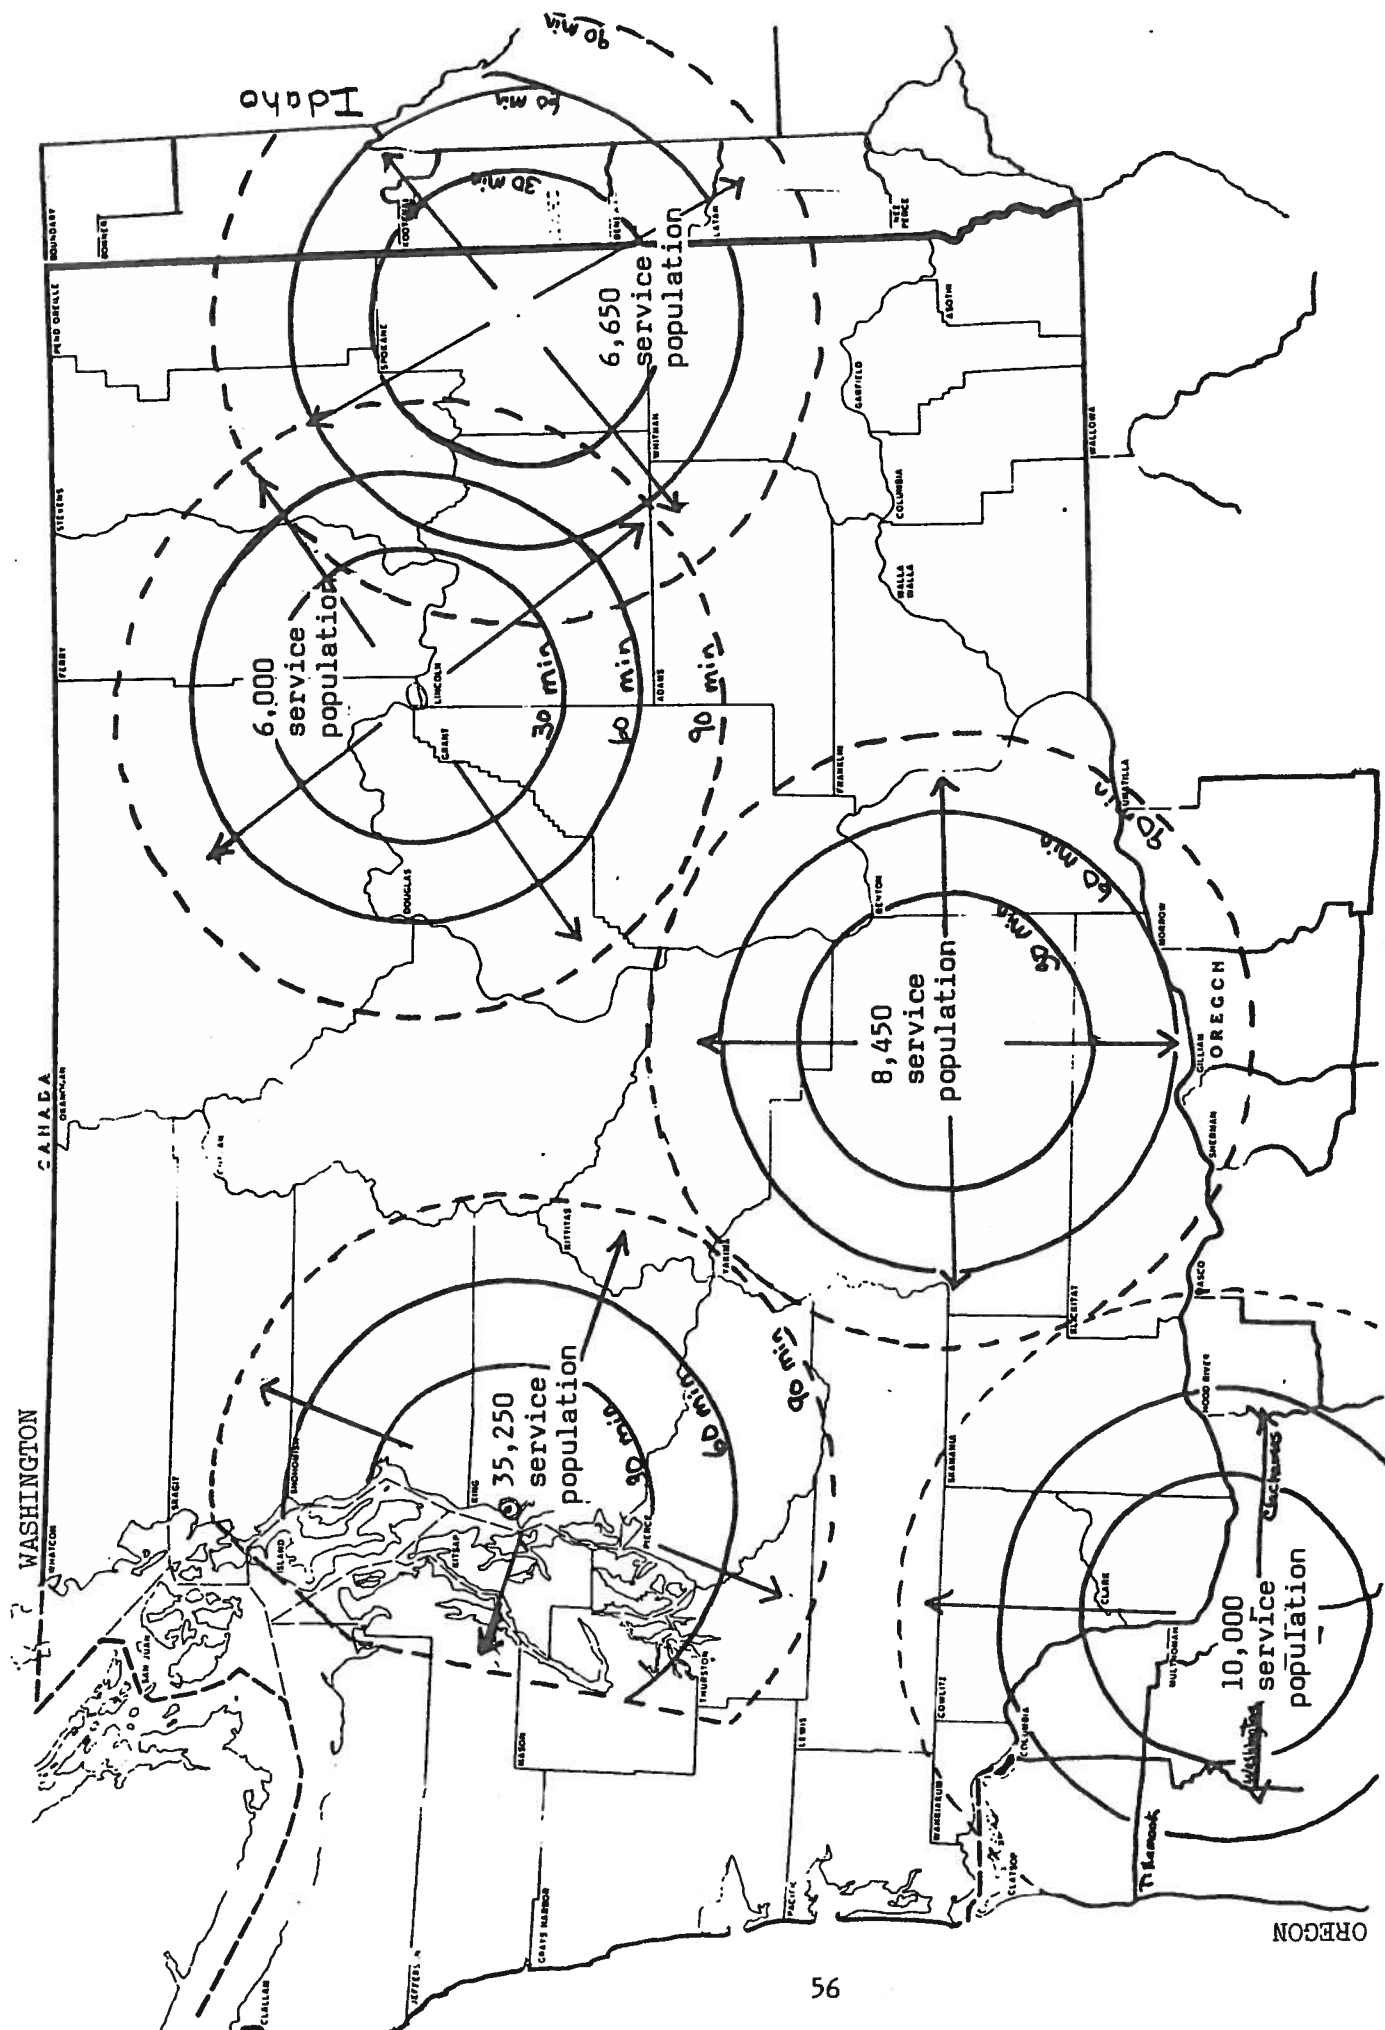 WASHINGTON
CANADA
Idaho
WHATCOM
SKAGIT
OKANOGAN
FERRY
STEVENS
PEND OREILLE
BOUNDARY
BONNER
SAN JUAN
ISLAND
SNOHOMISH
CLALLAM
JEFFERS
KITSAP
KING
MASON
GRAYS HARBOR
PIERCE
THURSTON
KITTITAS
DOUGLAS
GRANT
LINCOLN
SPOKANE
KOOTENAI
ADAMS
WHITMAN
LATAH
NEZ
PERCE
YAKIMA
LEWIS
PACIFIC
BENTON
FRANKLIN
WALLA
WALLA
COLUMBIA
GARFIELD
ASOTIN
SKAMANIA
COWLITZ
WAHKIAKUM
CLARK
KLICKITAT
WALLOWA
UMATILLA
MORROW
GILLIAM
SHERMAN
WASCO
HOOD RIVER
MULTNOMAH
COLUMBIA
CLATSOP
Tillamook
Washington
Clackamas
OREGON
OREGON
35,250
service
population
30 min
60 min
90 min
6,000
service
population
30 min
60 min
90 min
6,650
service
population
30 min
60 min
90 min
8,450
service
population
60 min
90 min
10,000
service
population
56